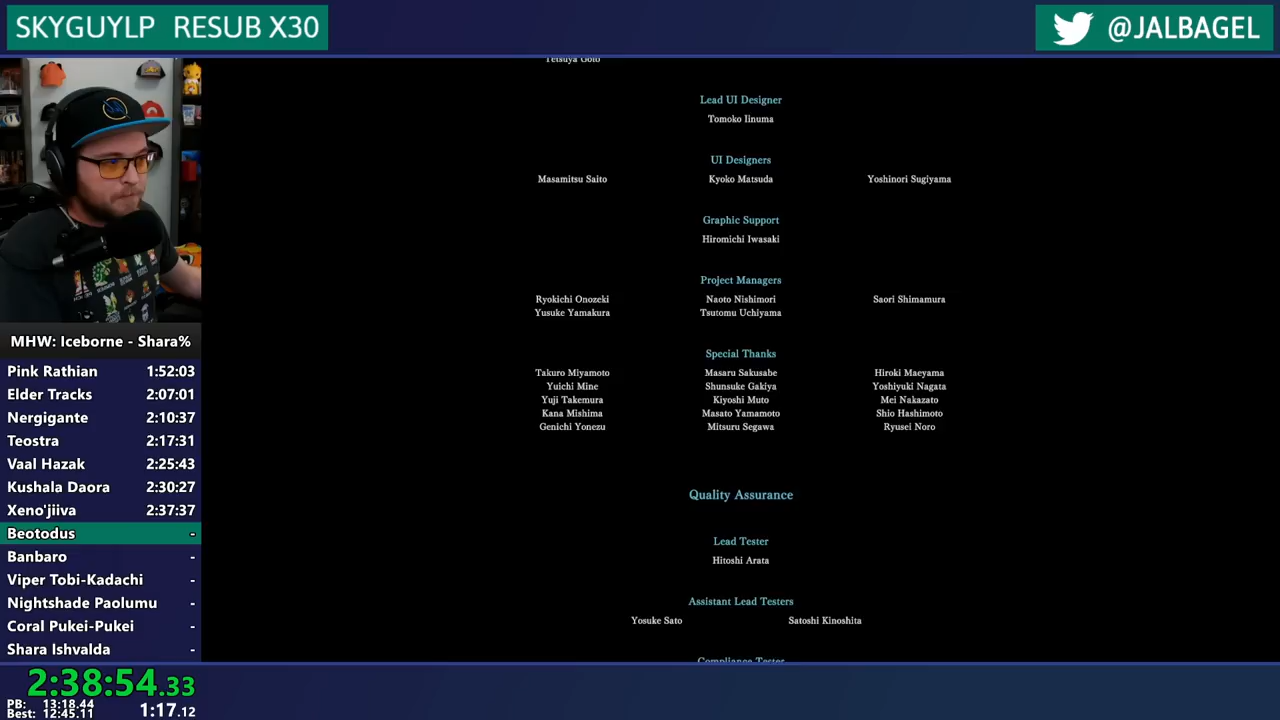 SKYGUYLP RESUB X30
@JALBAGEL
Tetsuya Goto
Lead UI Designer
Tomoko Iinuma
UI Designers
Masamitsu Saito Kyoko Matsuda Yoshinori Sugiyama
Graphic Support
Hiromichi Iwasaki
Project Managers
Ryokichi Onozeki Naoto Nishimori Saori Shimamura
Yusuke Yamakura Tsutomu Uchiyama
Special Thanks
Takuro Miyamoto Masaru Sakusabe Hiroki Maeyama
Yuichi Mine Shunsuke Gakiya Yoshiyuki Nagata
Yuji Takemura Kiyoshi Muto Mei Nakazato
Kana Mishima Masato Yamamoto Shio Hashimoto
Genichi Yonezu Mitsuru Segawa Ryusei Noro
Quality Assurance
Lead Tester
Hitoshi Arata
Assistant Lead Testers
Yosuke Sato Satoshi Kinoshita
Compliance Tester
MHW: Iceborne - Shara%
Pink Rathian 1:52:03
Elder Tracks 2:07:01
Nergigante 2:10:37
Teostra 2:17:31
Vaal Hazak 2:25:43
Kushala Daora 2:30:27
Xeno'jiiva 2:37:37
Beotodus -
Banbaro -
Viper Tobi-Kadachi -
Nightshade Paolumu -
Coral Pukei-Pukei -
Shara Ishvalda -
2:38:54.33
PB: 13:18.44
Best: 12:45.11 1:17.12